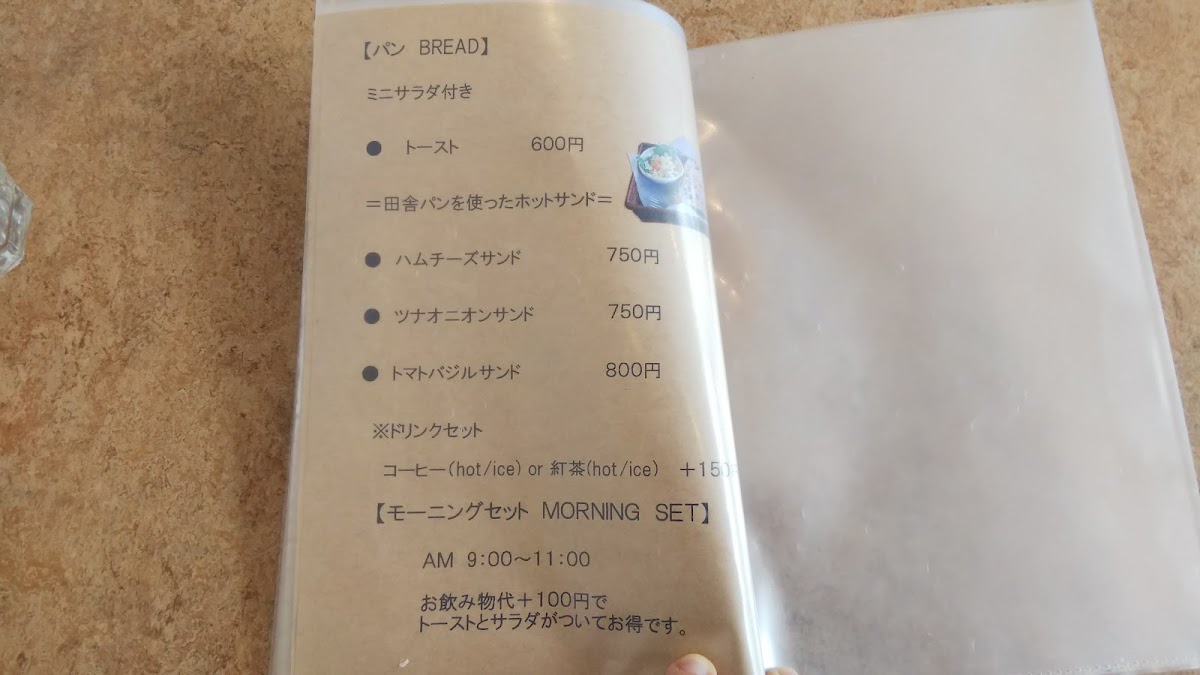 【パン BREAD】
ミニサラダ付き
● トースト 600円
＝田舎パンを使ったホットサンド＝
● ハムチーズサンド 750円
● ツナオニオンサンド 750円
● トマトバジルサンド 800円
※ドリンクセット
コーヒー(hot/ice) or 紅茶(hot/ice) ＋150円
【モーニングセット MORNING SET】
AM 9:00～11:00
お飲み物代＋100円で
トーストとサラダがついてお得です。